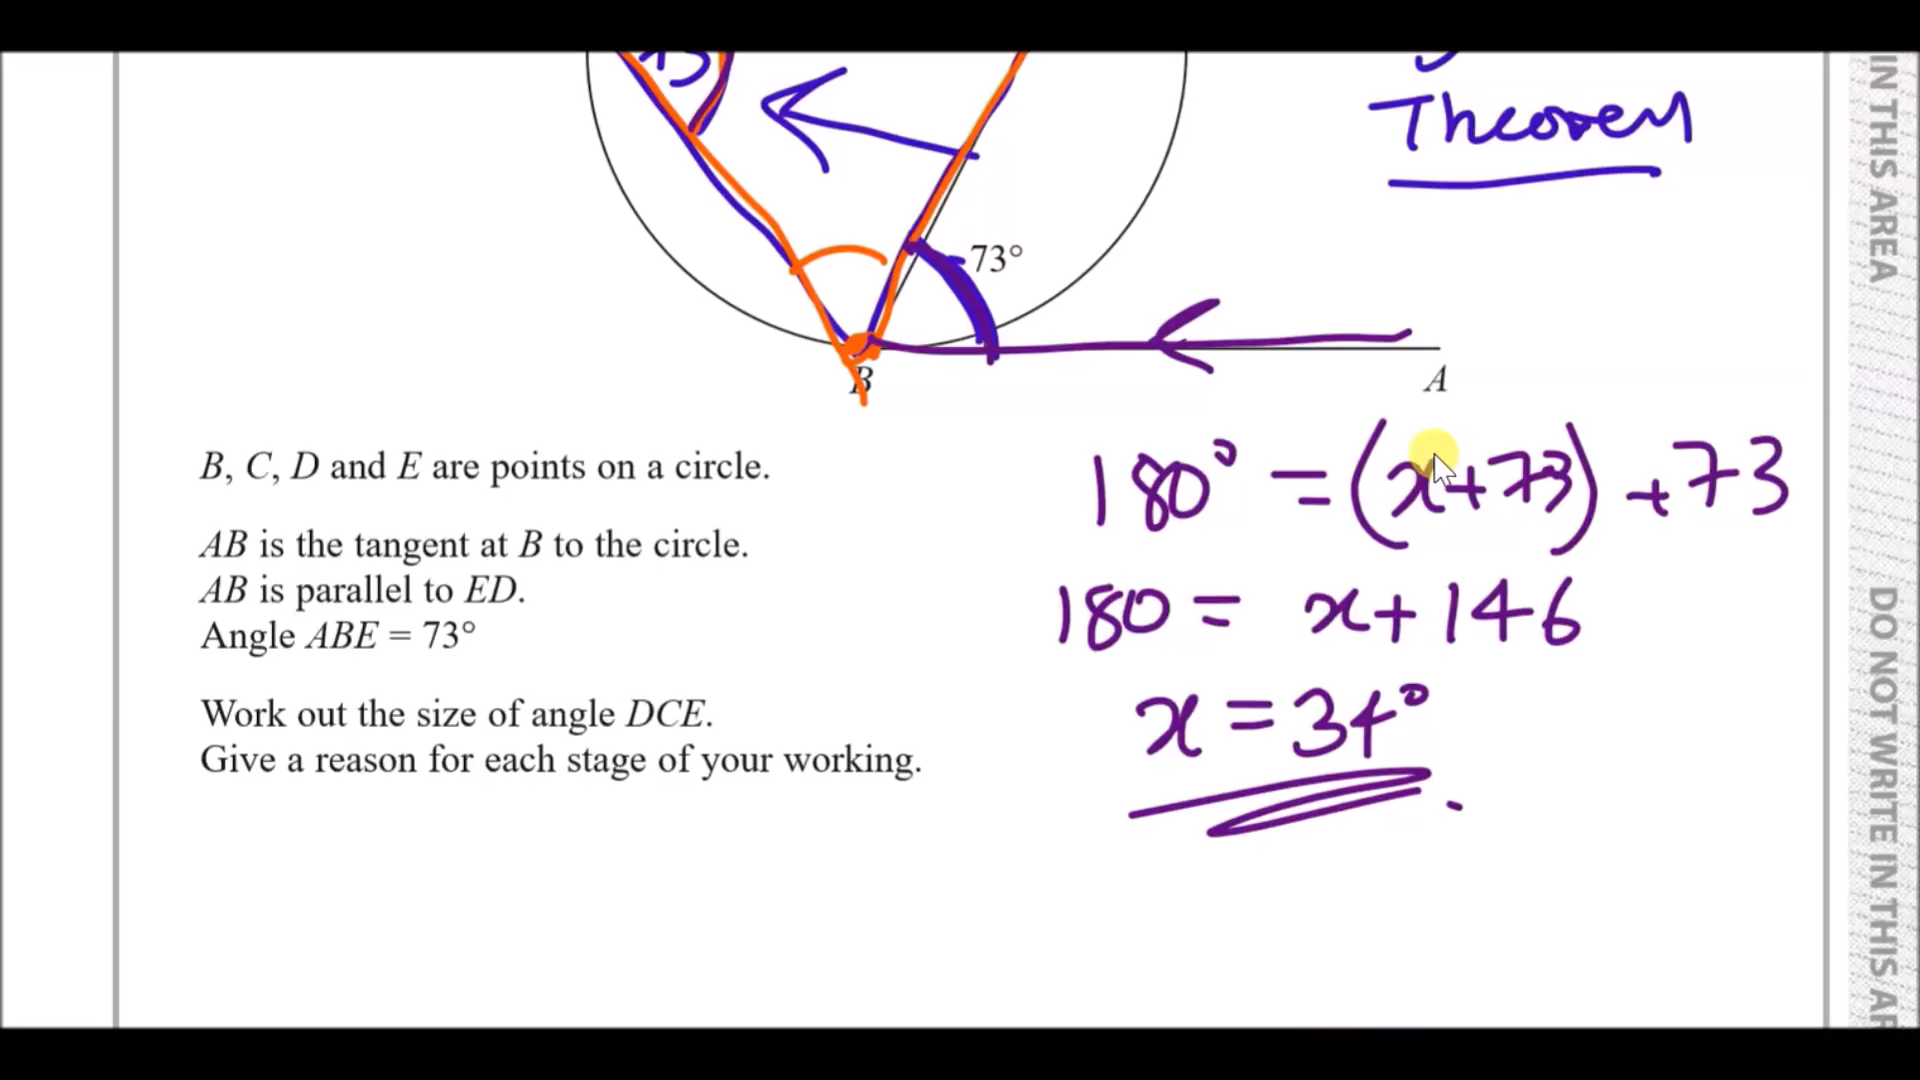 Theorem
73°
B
A
B, C, D and E are points on a circle.
180° = (x+73) + 73
AB is the tangent at B to the circle.
AB is parallel to ED.
180 = x + 146
Angle ABE = 73°
Work out the size of angle DCE.
x = 34°
Give a reason for each stage of your working.
IN THIS AREA
DO NOT WRITE IN THIS AR